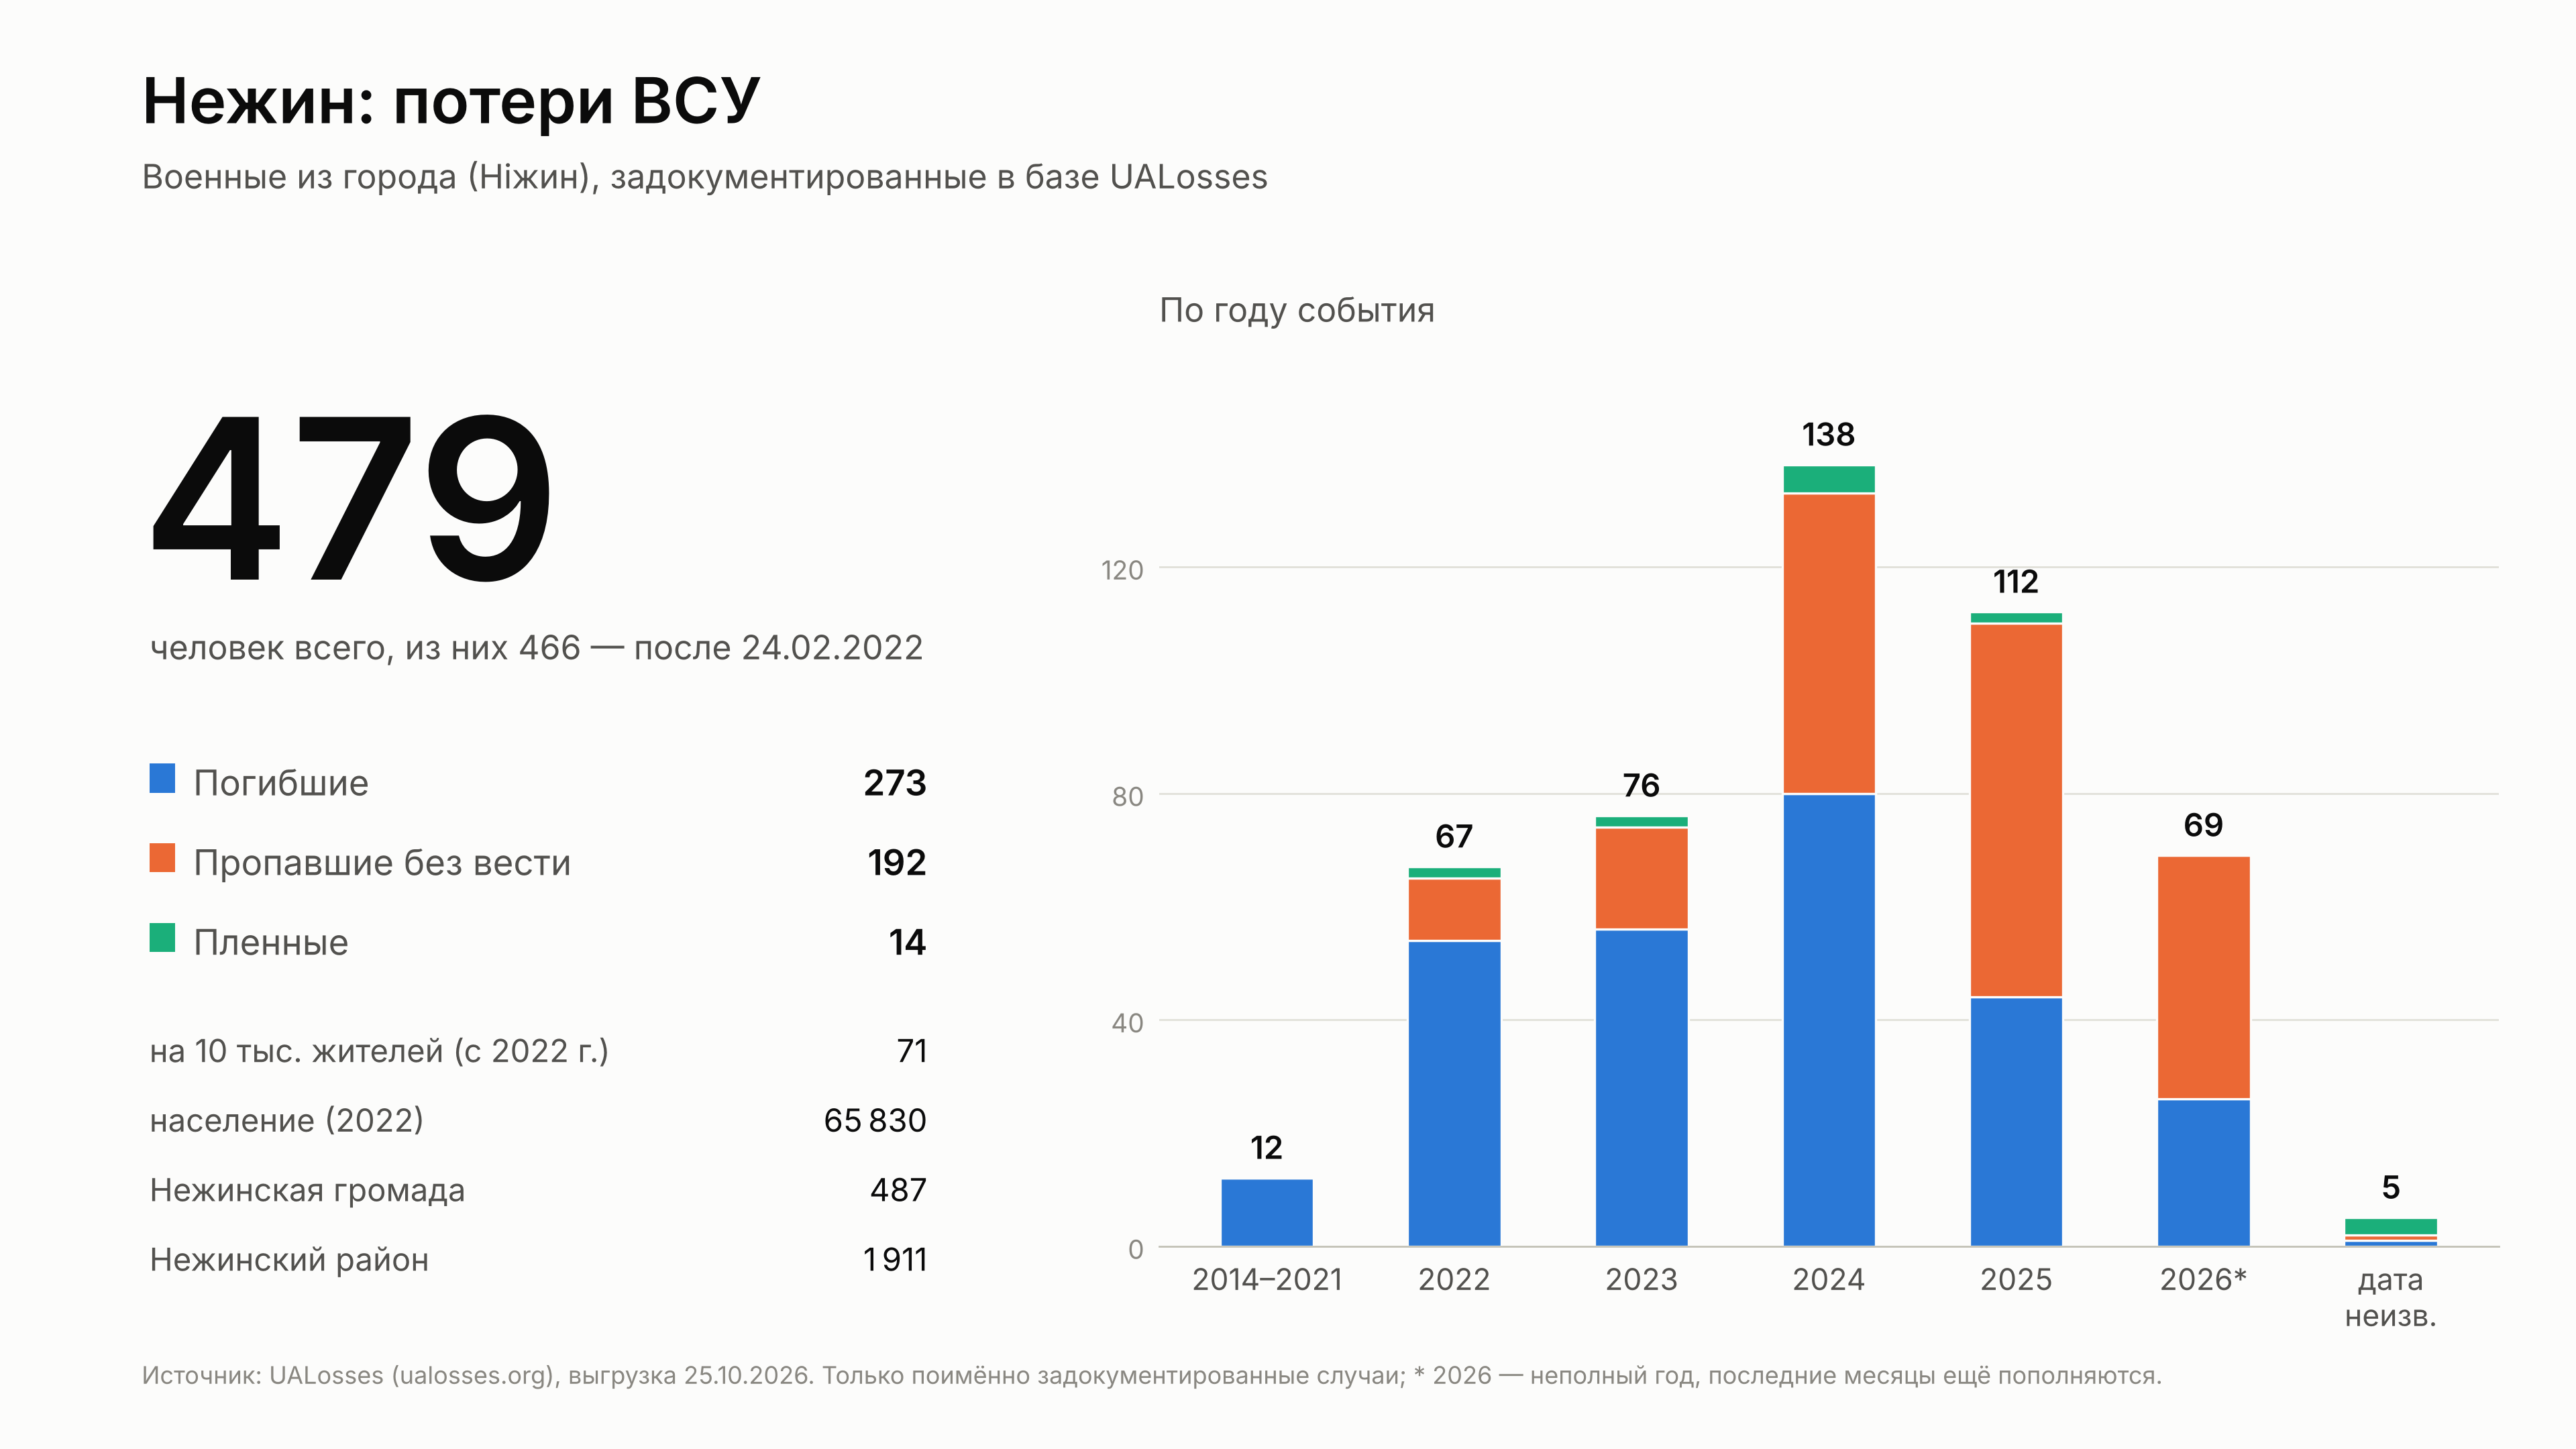 Нежин: потери ВСУ
Военные из города (Ніжин), задокументированные в базе UALosses
479
человек всего, из них 466 — после 24.02.2022
Погибшие 273
Пропавшие без вести 192
Пленные 14
на 10 тыс. жителей (с 2022 г.) 71
население (2022) 65 830
Нежинская громада 487
Нежинский район 1 911
По году события
138
120
112
80
76
67
69
40
12
5
0
2014–2021 2022 2023 2024 2025 2026* дата
неизв.
Источник: UALosses (ualosses.org), выгрузка 25.10.2026. Только поимённо задокументированные случаи; * 2026 — неполный год, последние месяцы ещё пополняются.